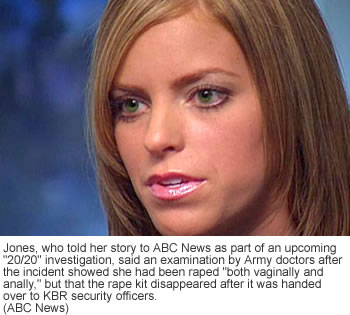 Jones, who told her story to ABC News as part of an upcoming
"20/20" investigation, said an examination by Army doctors after
the incident showed she had been raped "both vaginally and
anally," but that the rape kit disappeared after it was handed
over to KBR security officers.
(ABC News)